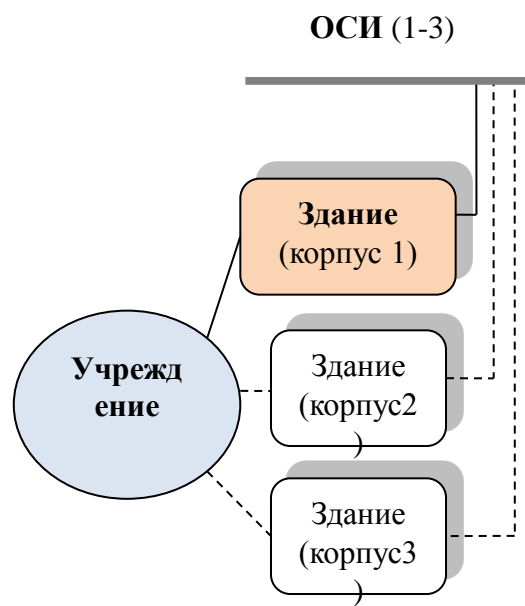 ОСИ (1-3)
Здание
(корпус 1)
Учрежд
ение
Здание
(корпус2
)
Здание
(корпус3
)